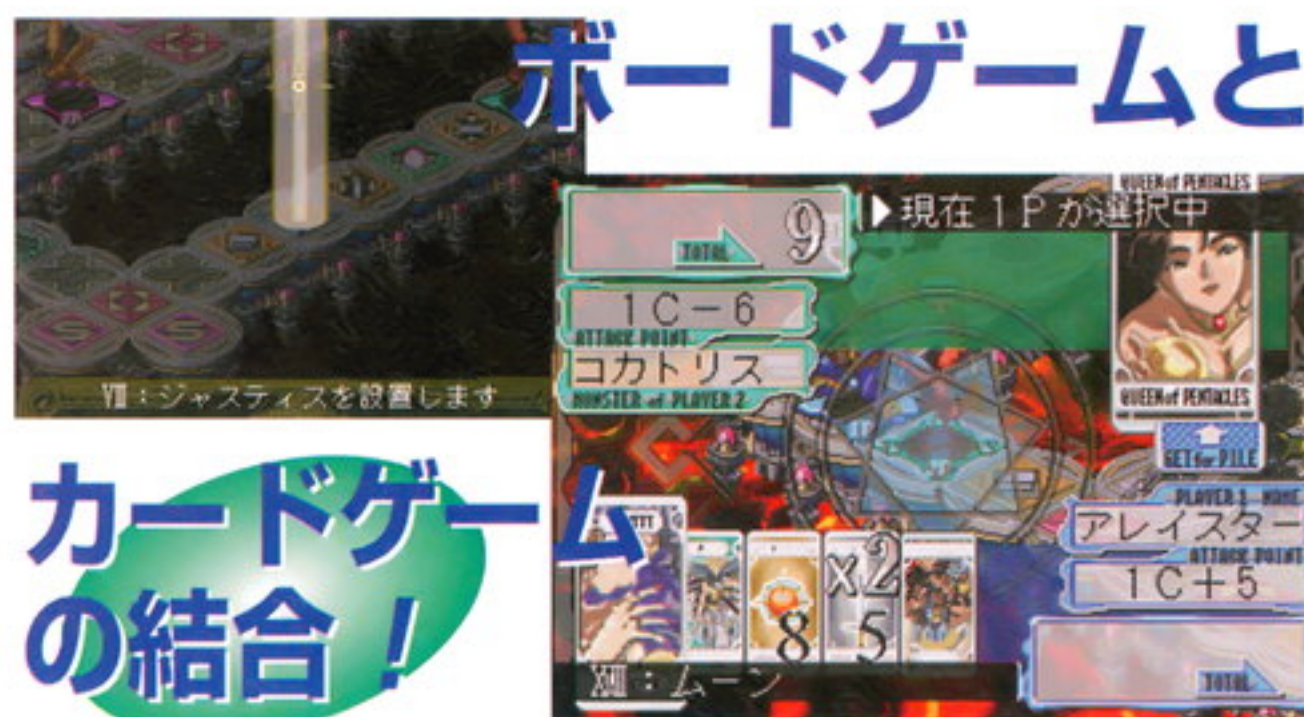 ボードゲームと
カードゲーム
の結合！
Ⅷ：ジャスティスを設置します
QUEEN of PENTACLES
▶現在１Ｐが選択中
9
TOTAL
１Ｃ－６
ATTACK POINT
コカトリス
MONSTER of PLAYER 2
QUEEN of PENTACLES
SET for PILE
PLAYER 1 NAME
アレイスター
ATTACK POINT
１Ｃ＋５
TOTAL
8
x2
5
ⅩⅧ：ムーン